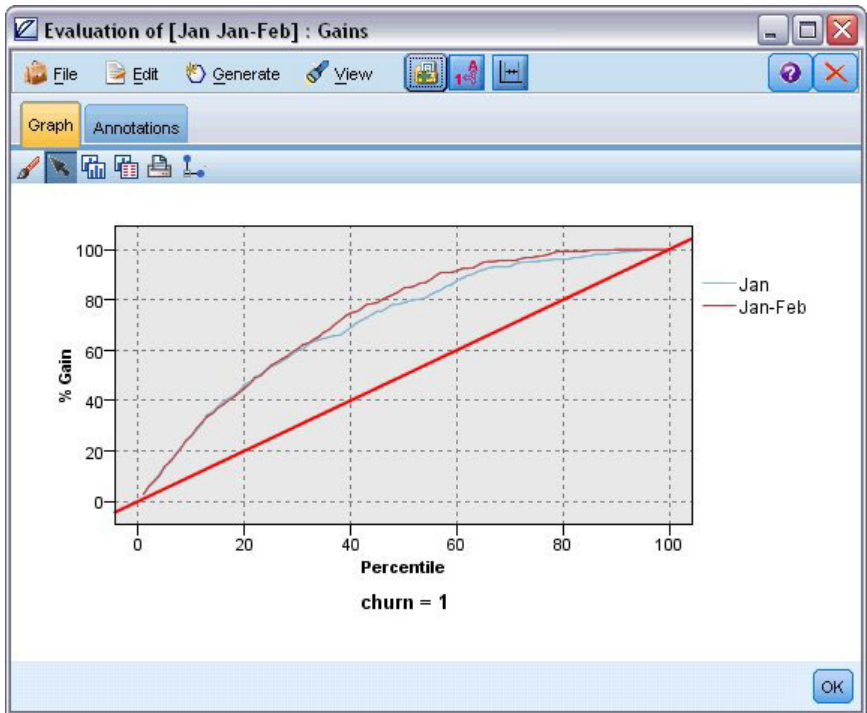 Evaluation of [Jan Jan-Feb] : Gains
File Edit Generate View
Graph Annotations
100
80
60
40
20
0
% Gain
0 20 40 60 80 100
Percentile
churn = 1
Jan
Jan-Feb
OK